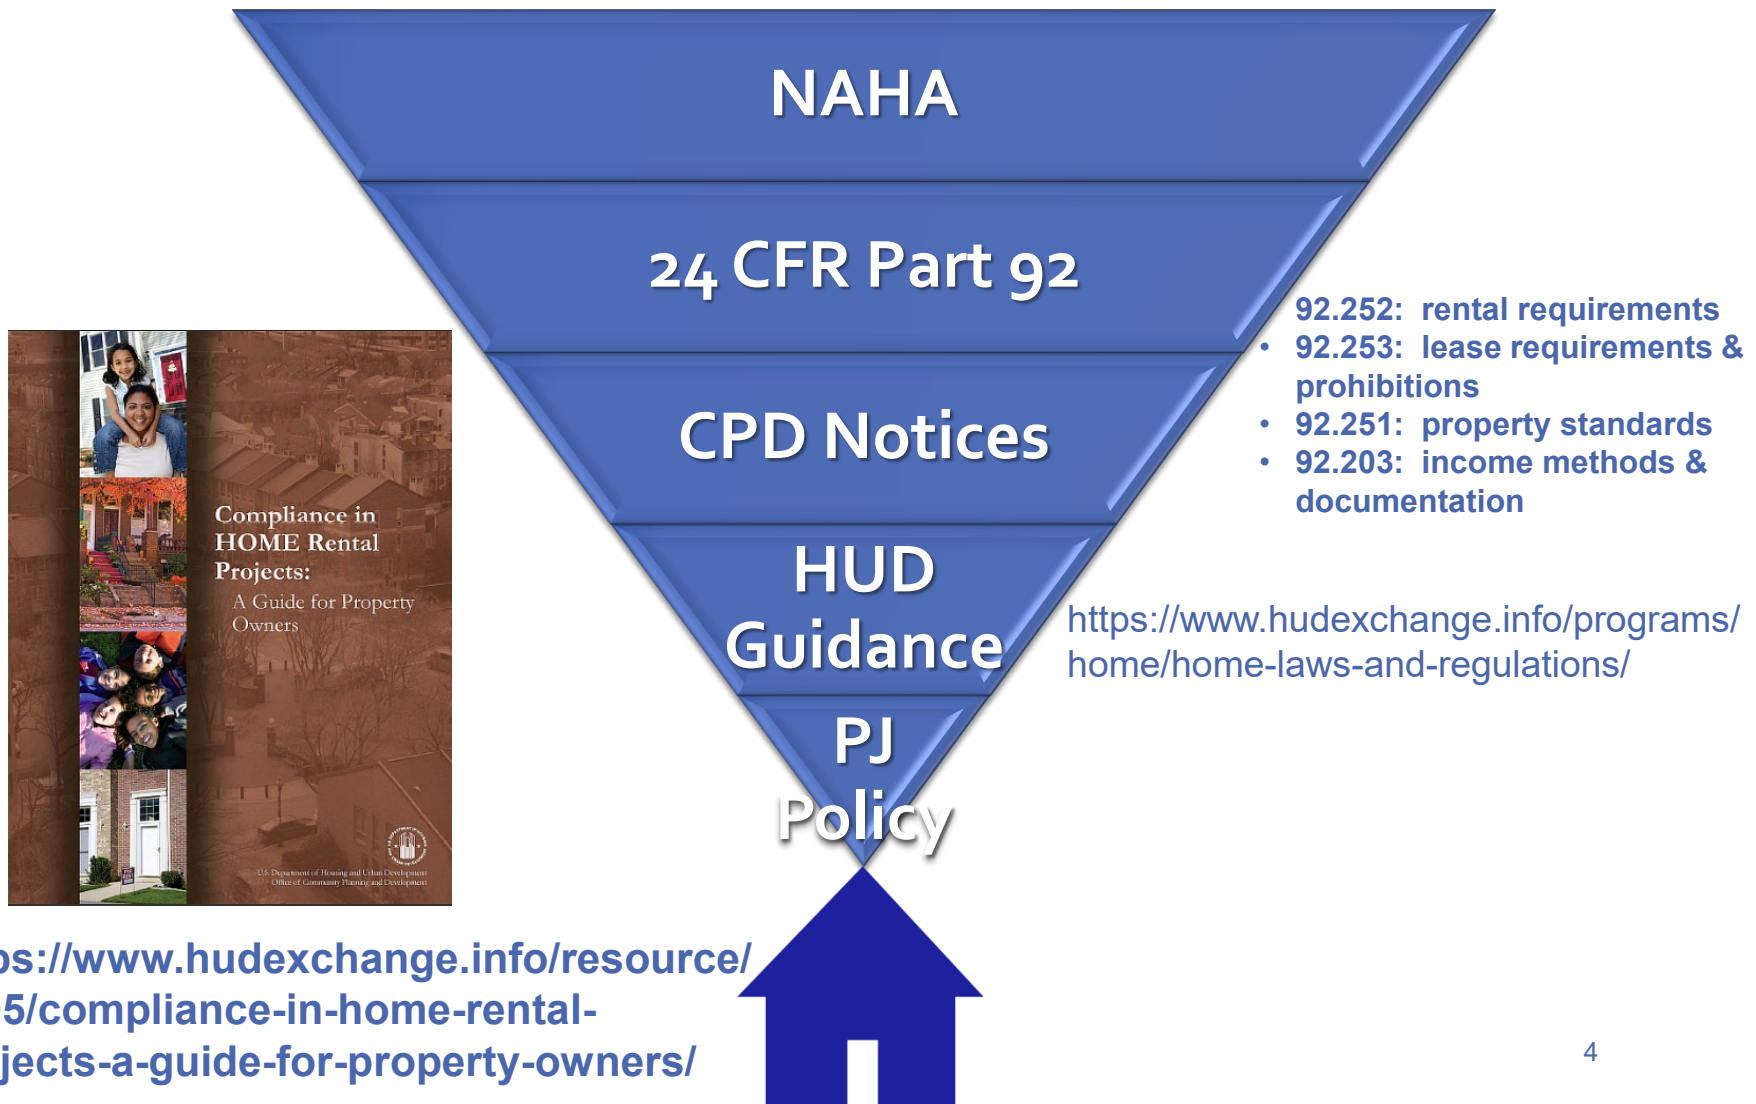 NAHA
24 CFR Part 92
CPD Notices
HUD
Guidance
PJ
Policy
92.252: rental requirements
• 92.253: lease requirements &
prohibitions
• 92.251: property standards
• 92.203: income methods &
documentation
https://www.hudexchange.info/programs/
home/home-laws-and-regulations/
Compliance in
HOME Rental
Projects:
A Guide for Property
Owners
U.S. Department of Housing and Urban Development
Office of Community Planning and Development
ps://www.hudexchange.info/resource/
5/compliance-in-home-rental-
jects-a-guide-for-property-owners/
4